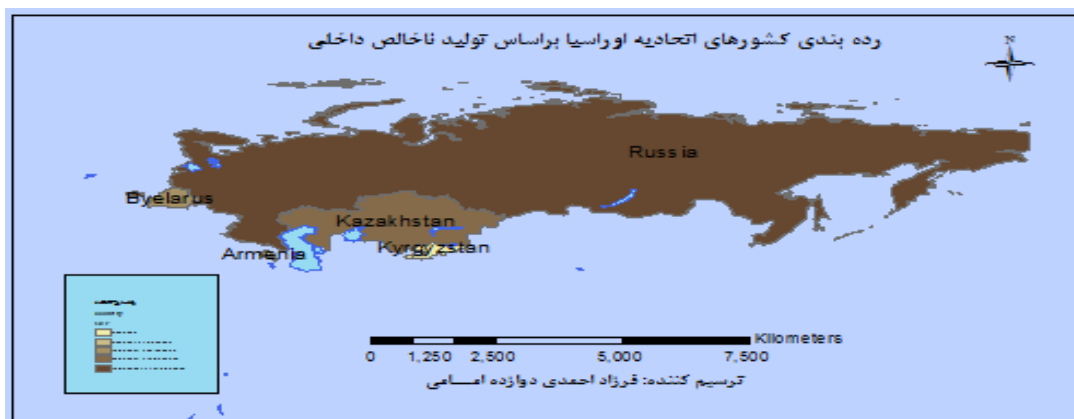 رده بندی کشورهای اتحادیه اوراسیا براساس تولید ناخالص داخلی
N
Russia
Byelarus
Kazakhstan
Kyrgyzstan
Armenia
Kilometers
0 1,250 2,500 5,000 7,500
ترسیم کننده: فرزاد احمدی دوازده امـــامی